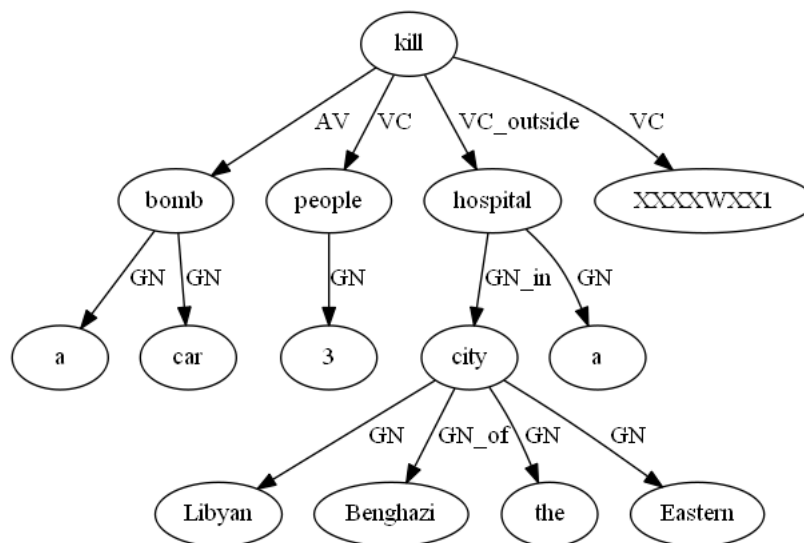 kill
AV VC VC_outside VC
bomb people hospital XXXXWXX1
GN GN GN GN_in GN
a car 3 city a
GN GN_of GN GN
Libyan Benghazi the Eastern